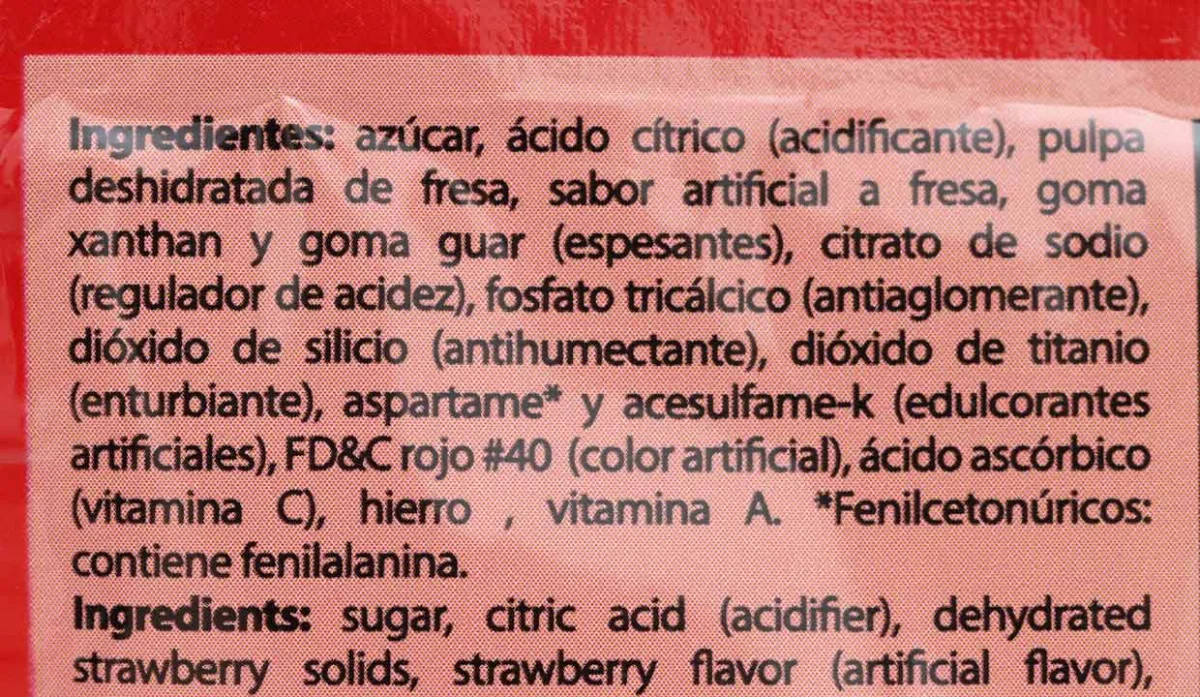 Ingredientes: azúcar, ácido cítrico (acidificante), pulpa
deshidratada de fresa, sabor artificial a fresa, goma
xanthan y goma guar (espesantes), citrato de sodio
(regulador de acidez), fosfato tricálcico (antiaglomerante),
dióxido de silicio (antihumectante), dióxido de titanio
(enturbiante), aspartame* y acesulfame-k (edulcorantes
artificiales), FD&C rojo #40 (color artificial), ácido ascórbico
(vitamina C), hierro , vitamina A. *Fenilcetonúricos:
contiene fenilalanina.
Ingredients: sugar, citric acid (acidifier), dehydrated
strawberry solids, strawberry flavor (artificial flavor),